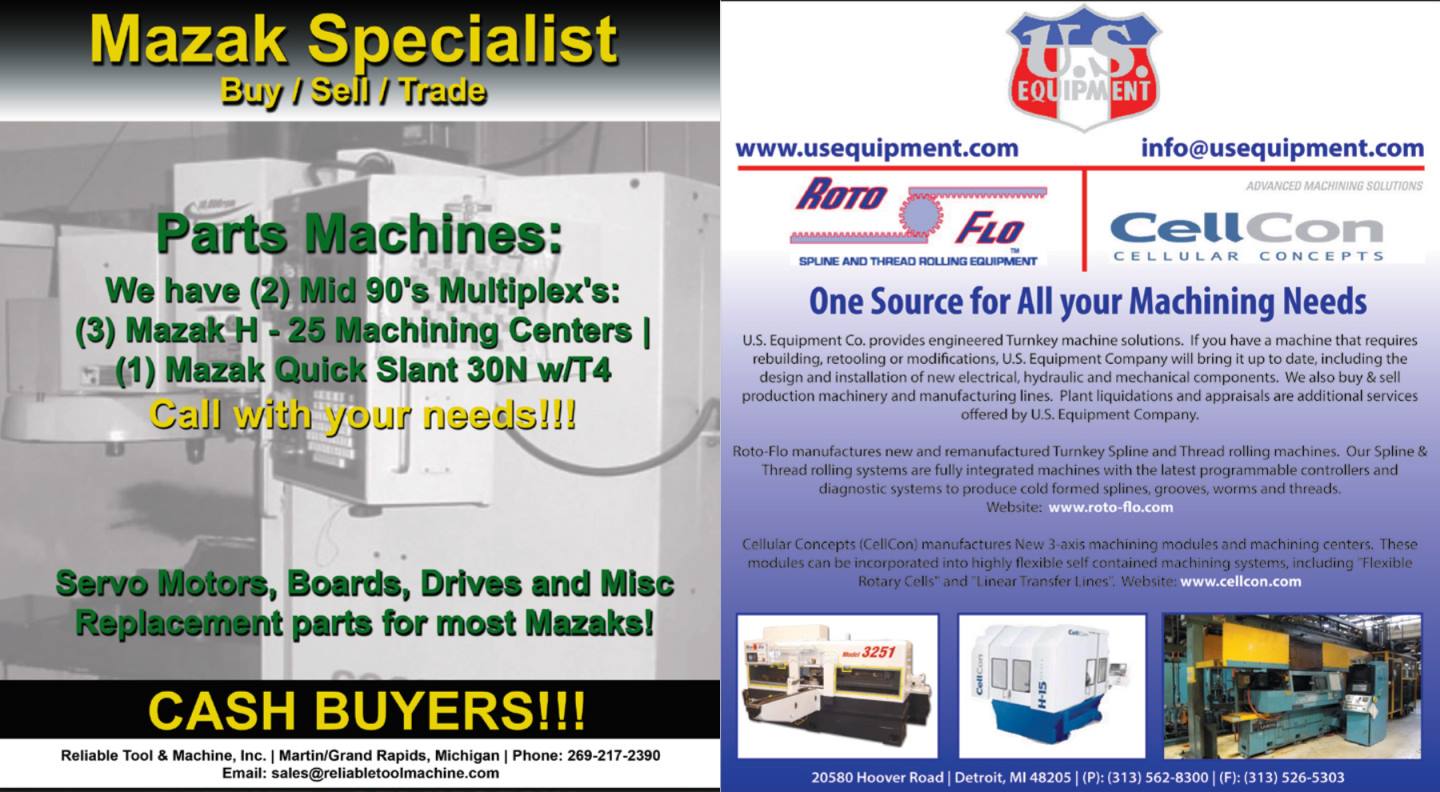 Mazak Specialist
Buy / Sell / Trade
Parts Machines:
We have (2) Mid 90's Multiplex's:
(3) Mazak H - 25 Machining Centers |
(1) Mazak Quick Slant 30N w/T4
Call with your needs!!!
Servo Motors, Boards, Drives and Misc
Replacement parts for most Mazaks!
CASH BUYERS!!!
Reliable Tool & Machine, Inc. | Martin/Grand Rapids, Michigan | Phone: 269-217-2390
Email: sales@reliabletoolmachine.com
U.S.
EQUIPMENT
www.usequipment.com
info@usequipment.com
ROTO
FLO
TM
SPLINE AND THREAD ROLLING EQUIPMENT
ADVANCED MACHINING SOLUTIONS
CellCon
CELLULAR CONCEPTS
One Source for All your Machining Needs
U.S. Equipment Co. provides engineered Turnkey machine solutions. If you have a machine that requires
rebuilding, retooling or modifications, U.S. Equipment Company will bring it up to date, including the
design and installation of new electrical, hydraulic and mechanical components. We also buy & sell
production machinery and manufacturing lines. Plant liquidations and appraisals are additional services
offered by U.S. Equipment Company.
Roto-Flo manufactures new and remanufactured Turnkey Spline and Thread rolling machines. Our Spline &
Thread rolling systems are fully integrated machines with the latest programmable controllers and
diagnostic systems to produce cold formed splines, grooves, worms and threads.
Website: www.roto-flo.com
Cellular Concepts (CellCon) manufactures New 3-axis machining modules and machining centers. These
modules can be incorporated into highly flexible self contained machining systems, including "Flexible
Rotary Cells" and "Linear Transfer Lines". Website: www.cellcon.com
Model 3251
CellCon
CellCon
H-15
20580 Hoover Road | Detroit, MI 48205 | (P): (313) 562-8300 | (F): (313) 526-5303